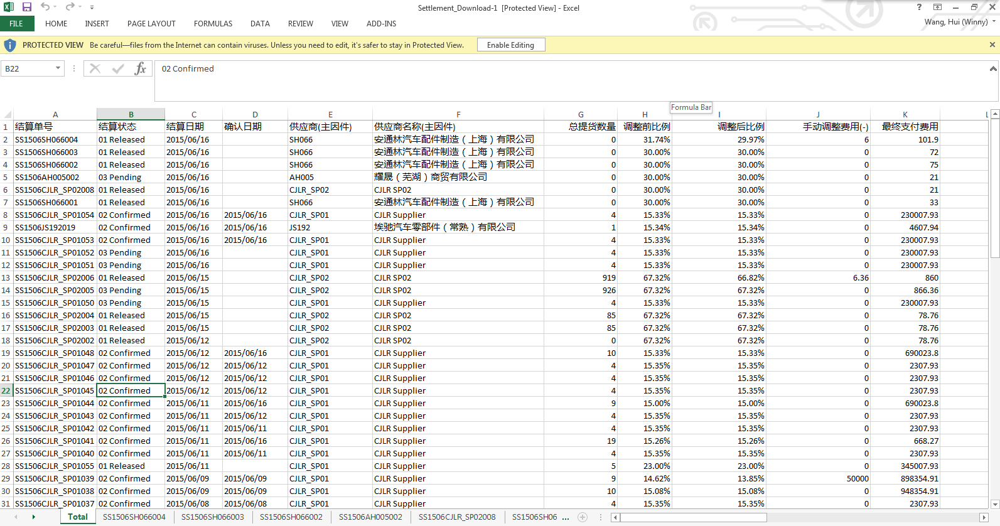 Settlement_Download-1 [Protected View] - Excel
?
FILE HOME INSERT PAGE LAYOUT FORMULAS DATA REVIEW VIEW ADD-INS Wang, Hui (Winny)
PROTECTED VIEW Be careful—files from the Internet can contain viruses. Unless you need to edit, it's safer to stay in Protected View. Enable Editing
B22 fx 02 Confirmed
Formula Bar
A B C D E F G H I J K L
1 结算单号 结算状态 结算日期 确认日期 供应商(主因件) 供应商名称(主因件) 总提货数量 调整前比例 调整后比例 手动调整费用(-) 最终支付费用
2 SS1506SH066004 01 Released 2015/06/16 SH066 安通林汽车配件制造（上海）有限公司 0 31.74% 29.97% 6 101.9
3 SS1506SH066003 01 Released 2015/06/16 SH066 安通林汽车配件制造（上海）有限公司 0 30.00% 30.00% 0 72
4 SS1506SH066002 01 Released 2015/06/16 SH066 安通林汽车配件制造（上海）有限公司 0 30.00% 30.00% 0 75
5 SS1506AH005002 03 Pending 2015/06/16 AH005 耀晟（芜湖）商贸有限公司 0 30.00% 30.00% 0 21
6 SS1506CJLR_SP02008 01 Released 2015/06/16 CJLR_SP02 CJLR SP02 0 30.00% 30.00% 0 21
7 SS1506SH066001 01 Released 2015/06/16 SH066 安通林汽车配件制造（上海）有限公司 0 30.00% 30.00% 0 33
8 SS1506CJLR_SP01054 02 Confirmed 2015/06/16 2015/06/16 CJLR_SP01 CJLR Supplier 4 15.33% 15.33% 0 230007.93
9 SS1506JS192019 02 Confirmed 2015/06/16 2015/06/16 JS192 埃驰汽车零部件（常熟）有限公司 1 15.34% 15.34% 0 4607.94
10 SS1506CJLR_SP01053 02 Confirmed 2015/06/16 2015/06/16 CJLR_SP01 CJLR Supplier 4 15.33% 15.33% 0 230007.93
11 SS1506CJLR_SP01052 03 Pending 2015/06/16 CJLR_SP01 CJLR Supplier 4 15.33% 15.33% 0 230007.93
12 SS1506CJLR_SP01051 03 Pending 2015/06/16 CJLR_SP01 CJLR Supplier 4 15.33% 15.33% 0 230007.93
13 SS1506CJLR_SP02006 01 Released 2015/06/15 CJLR_SP02 CJLR SP02 919 67.32% 66.82% 6.36 860
14 SS1506CJLR_SP02005 03 Pending 2015/06/15 CJLR_SP02 CJLR SP02 926 67.32% 67.32% 0 866.36
15 SS1506CJLR_SP01050 03 Pending 2015/06/15 CJLR_SP01 CJLR Supplier 4 15.33% 15.33% 0 230007.93
16 SS1506CJLR_SP02004 01 Released 2015/06/15 CJLR_SP02 CJLR SP02 85 67.32% 67.32% 0 78.76
17 SS1506CJLR_SP02003 01 Released 2015/06/15 CJLR_SP02 CJLR SP02 85 67.32% 67.32% 0 78.76
18 SS1506CJLR_SP02002 01 Released 2015/06/12 CJLR_SP02 CJLR SP02 0 67.32% 67.32% 0 78.76
19 SS1506CJLR_SP01048 02 Confirmed 2015/06/12 2015/06/16 CJLR_SP01 CJLR Supplier 10 15.33% 15.33% 0 690023.8
20 SS1506CJLR_SP01047 02 Confirmed 2015/06/12 2015/06/12 CJLR_SP01 CJLR Supplier 4 15.35% 15.35% 0 2307.93
21 SS1506CJLR_SP01046 02 Confirmed 2015/06/12 2015/06/12 CJLR_SP01 CJLR Supplier 4 15.35% 15.35% 0 2307.93
22 SS1506CJLR_SP01045 02 Confirmed 2015/06/12 2015/06/12 CJLR_SP01 CJLR Supplier 4 15.35% 15.35% 0 2307.93
23 SS1506CJLR_SP01044 02 Confirmed 2015/06/11 2015/06/16 CJLR_SP01 CJLR Supplier 9 15.00% 15.00% 0 690023.8
24 SS1506CJLR_SP01043 02 Confirmed 2015/06/11 2015/06/12 CJLR_SP01 CJLR Supplier 4 15.35% 15.35% 0 2307.93
25 SS1506CJLR_SP01042 02 Confirmed 2015/06/11 2015/06/11 CJLR_SP01 CJLR Supplier 4 15.35% 15.35% 0 2307.93
26 SS1506CJLR_SP01041 02 Confirmed 2015/06/11 2015/06/16 CJLR_SP01 CJLR Supplier 19 15.26% 15.26% 0 668.27
27 SS1506CJLR_SP01040 02 Confirmed 2015/06/11 2015/06/11 CJLR_SP01 CJLR Supplier 4 15.35% 15.35% 0 2307.93
28 SS1506CJLR_SP01055 01 Released 2015/06/11 CJLR_SP01 CJLR Supplier 5 23.00% 23.00% 0 345007.93
29 SS1506CJLR_SP01039 02 Confirmed 2015/06/09 2015/06/09 CJLR_SP01 CJLR Supplier 9 14.62% 13.85% 50000 898354.91
30 SS1506CJLR_SP01038 02 Confirmed 2015/06/09 2015/06/09 CJLR_SP01 CJLR Supplier 10 15.08% 15.08% 0 948354.91
31 SS1506CJLR_SP01037 02 Confirmed 2015/06/08 2015/06/08 CJLR_SP01 CJLR Supplier 4 15.35% 15.35% 0 2307.93
Total SS1506SH066004 SS1506SH066003 SS1506SH066002 SS1506AH005002 SS1506CJLR_SP02008 SS1506SH06 ...